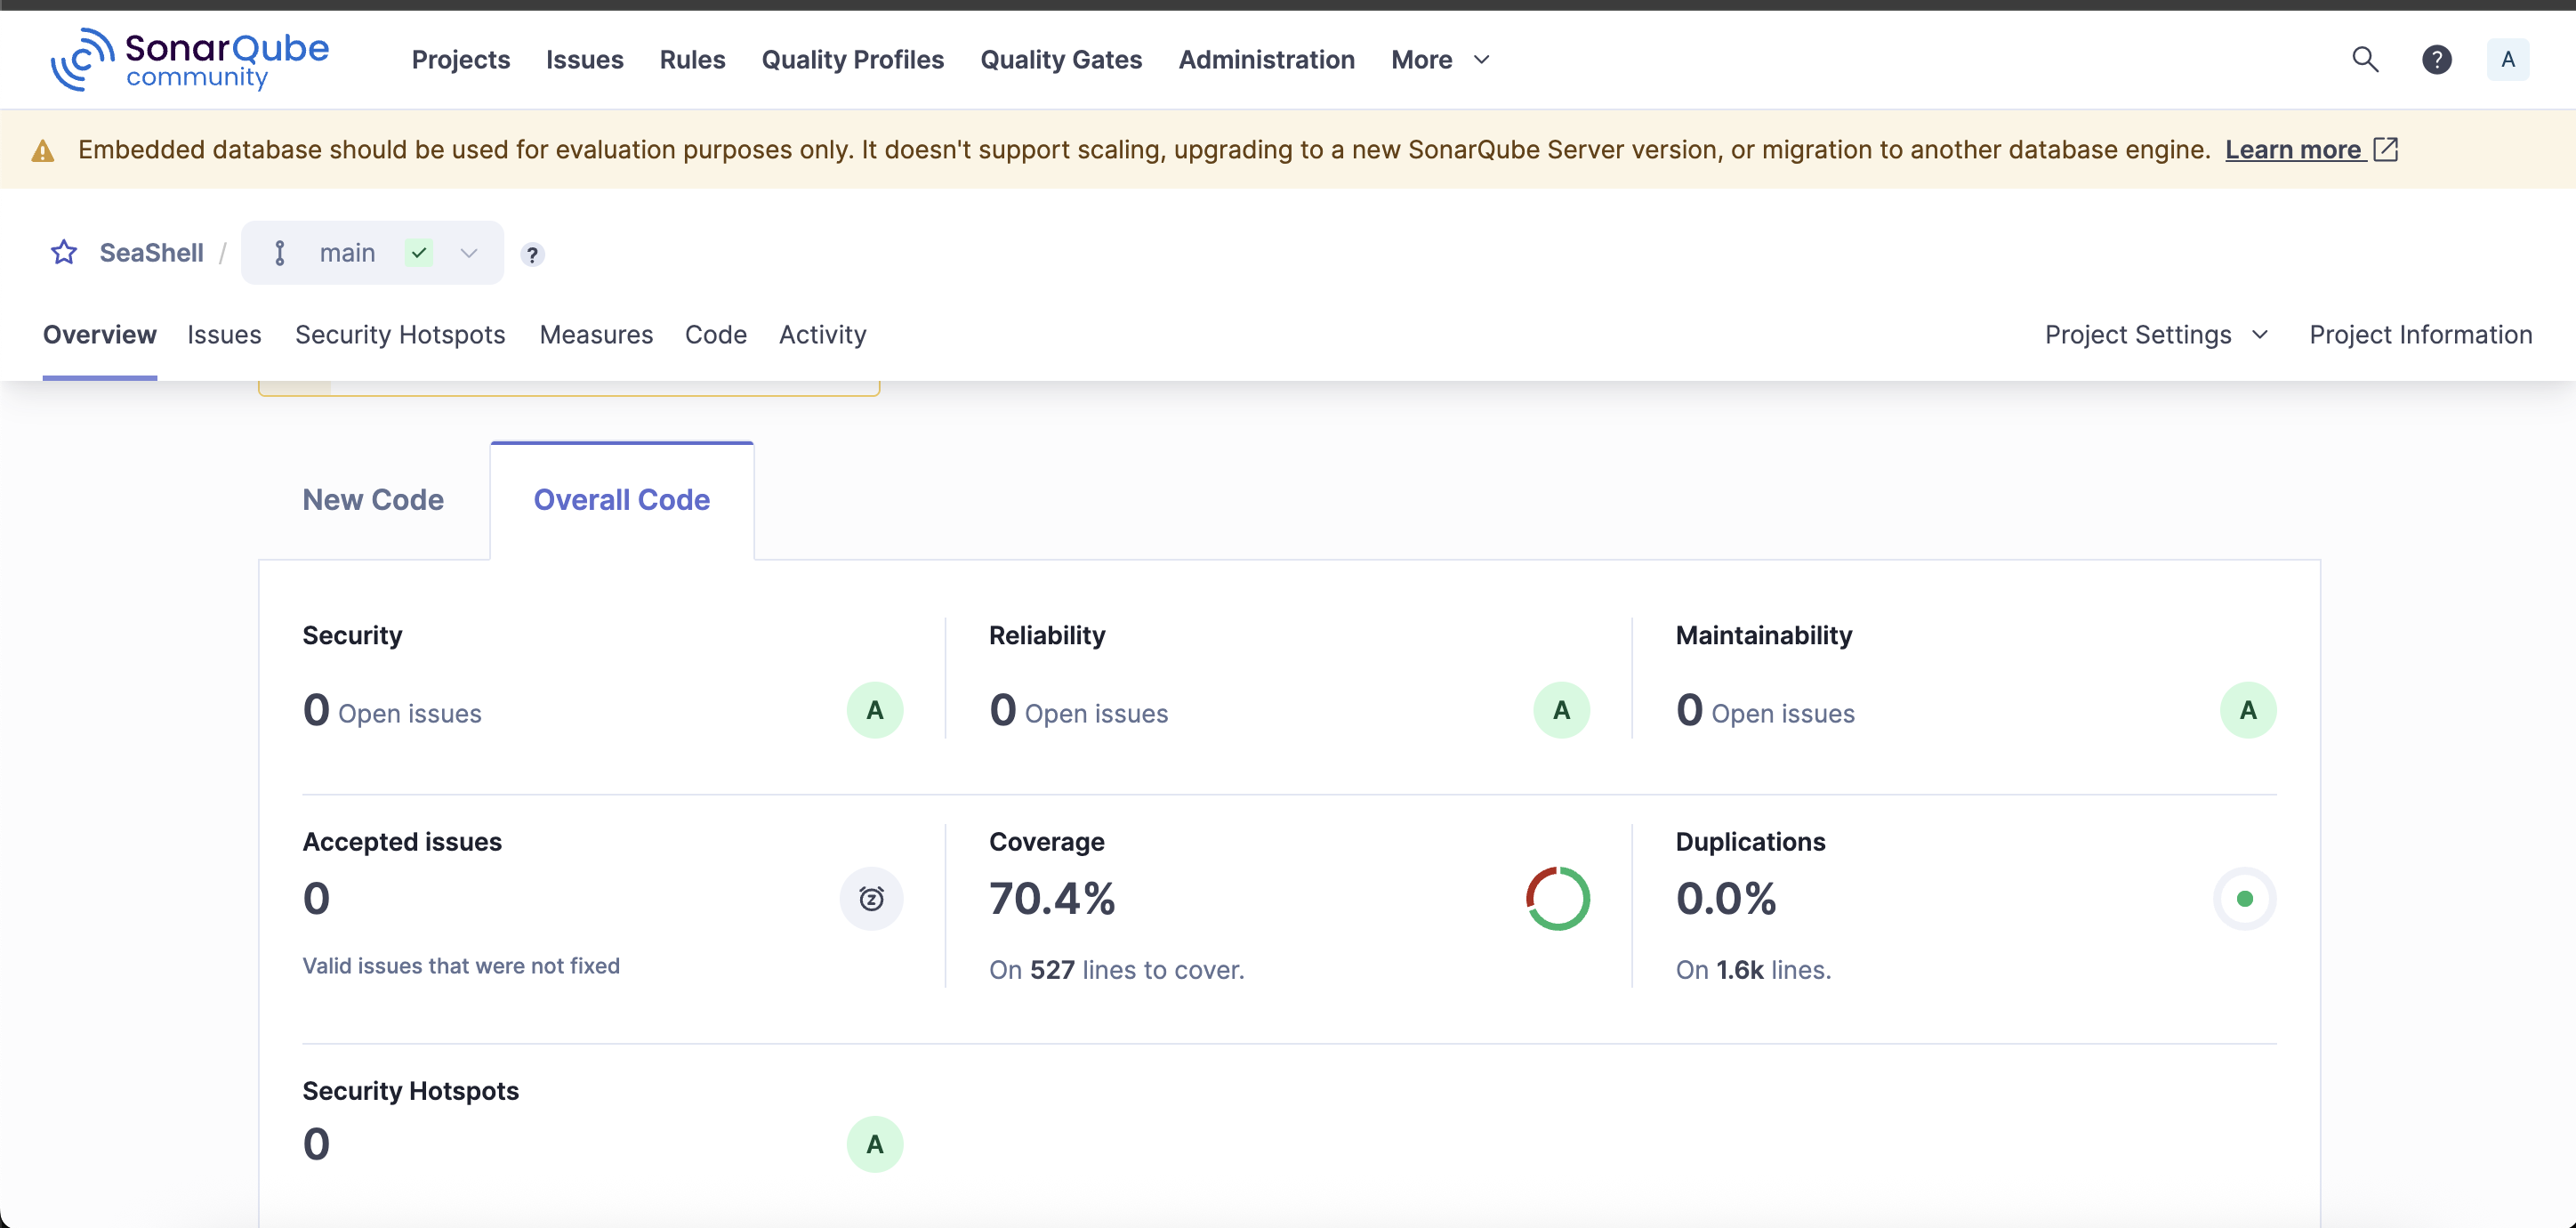 SonarQube community
Projects Issues Rules Quality Profiles Quality Gates Administration More ? A
Embedded database should be used for evaluation purposes only. It doesn't support scaling, upgrading to a new SonarQube Server version, or migration to another database engine. Learn more
SeaShell / main ?
Overview Issues Security Hotspots Measures Code Activity Project Settings Project Information
New Code Overall Code
Security Reliability Maintainability
0 Open issues A 0 Open issues A 0 Open issues A
Accepted issues Coverage Duplications
0 z 70.4% 0.0%
Valid issues that were not fixed On 527 lines to cover. On 1.6k lines.
Security Hotspots
0 A